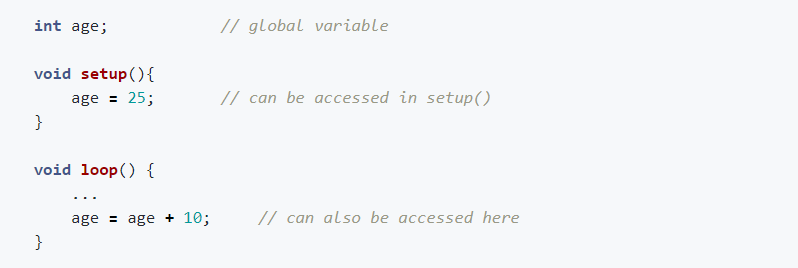 int age;            // global variable
void setup(){
    age = 25;       // can be accessed in setup()
}
void loop() {
    ...
    age = age + 10;     // can also be accessed here
}